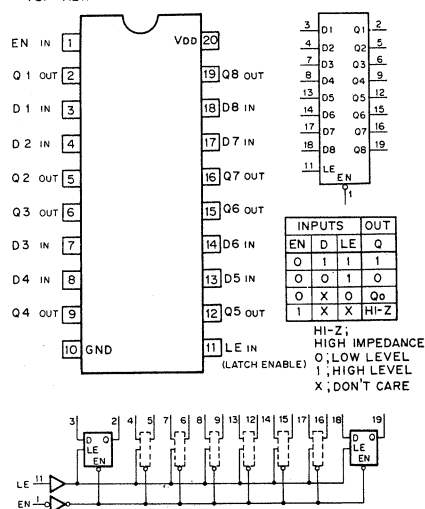 EN IN 1
VDD 20
Q1 OUT 2
19 Q8 OUT
D1 IN 3
18 D8 IN
D2 IN 4
17 D7 IN
Q2 OUT 5
16 Q7 OUT
Q3 OUT 6
15 Q6 OUT
D3 IN 7
14 D6 IN
D4 IN 8
13 D5 IN
Q4 OUT 9
12 Q5 OUT
10 GND
11 LE IN
(LATCH ENABLE)
3 D1 Q1 2
4 D2 Q2 5
7 D3 Q3 6
8 D4 Q4 9
13 D5 Q5 12
14 D6 Q6 15
17 D7 Q7 16
18 D8 Q8 19
11 LE
EN
1
INPUTS OUT
EN D LE Q
0 1 1 1
0 0 1 0
0 X 0 Qo
1 X X HI-Z
HI-Z;
HIGH IMPEDANCE
0;LOW LEVEL
1;HIGH LEVEL
X;DON'T CARE
3 2 4 5 7 6 8 9 13 12 14 15 17 16 18 19
D Q
LE
EN
D Q
LE
EN
LE 11
EN 1